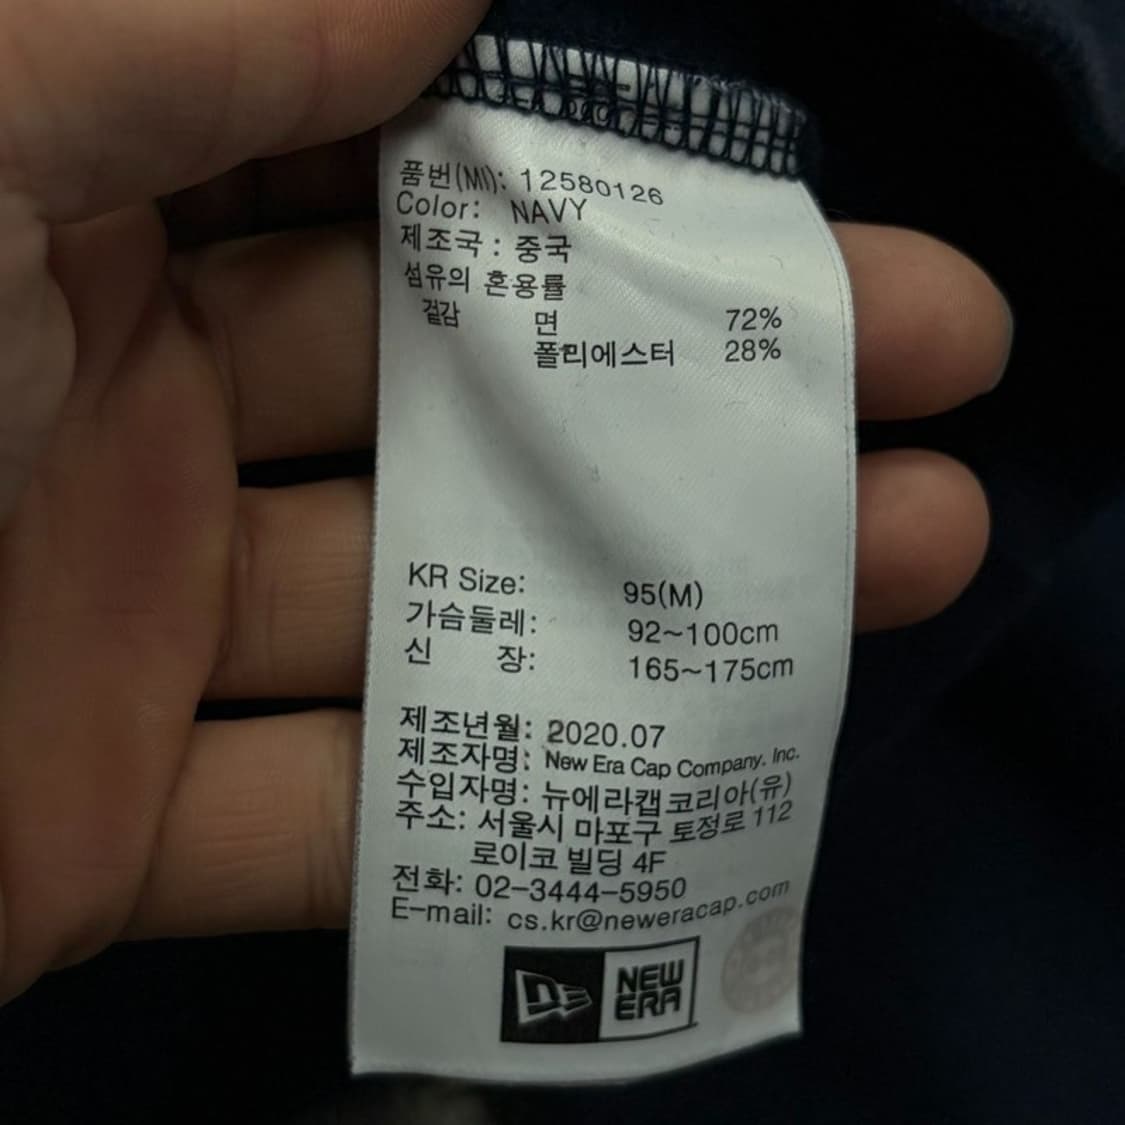 품번(MI): 12580126
Color: NAVY
제조국 : 중국
섬유의 혼용률
겉감 면 72%
폴리에스터 28%
KR Size: 95(M)
가슴둘레: 92~100cm
신 장: 165~175cm
제조년월: 2020.07
제조자명: New Era Cap Company. Inc.
수입자명: 뉴에라캡코리아(유)
주소: 서울시 마포구 토정로 112
로이코 빌딩 4F
전화: 02-3444-5950
E-mail: cs.kr@neweracap.com
NEW
ERA